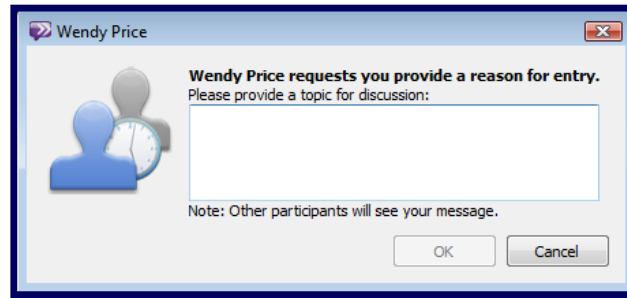 Wendy Price
Wendy Price requests you provide a reason for entry.
Please provide a topic for discussion:
Note: Other participants will see your message.
OK
Cancel